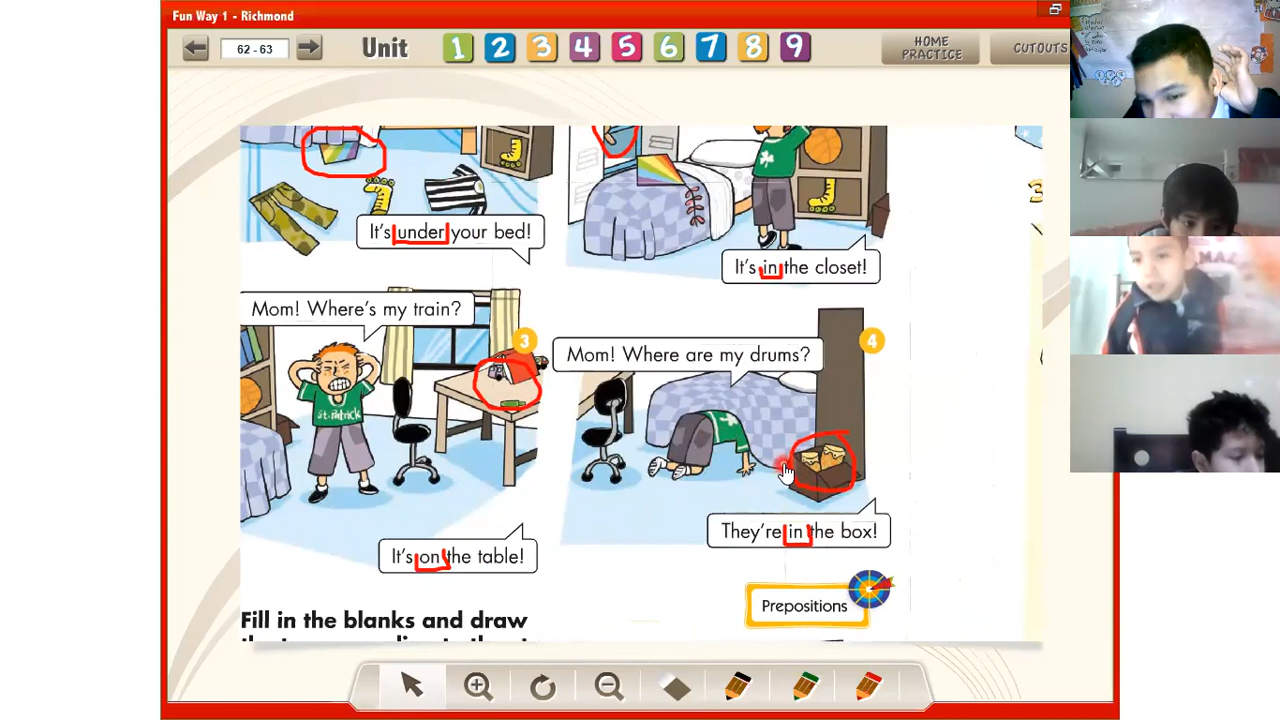 Fun Way 1 - Richmond
62 - 63
Unit
1 2 3 4 5 6 7 8 9
HOME
PRACTICE
CUTOUTS
It's under your bed!
It's in the closet!
Mom! Where's my train?
3
St. Patrick
It's on the table!
Mom! Where are my drums?
4
They're in the box!
Prepositions
Fill in the blanks and draw